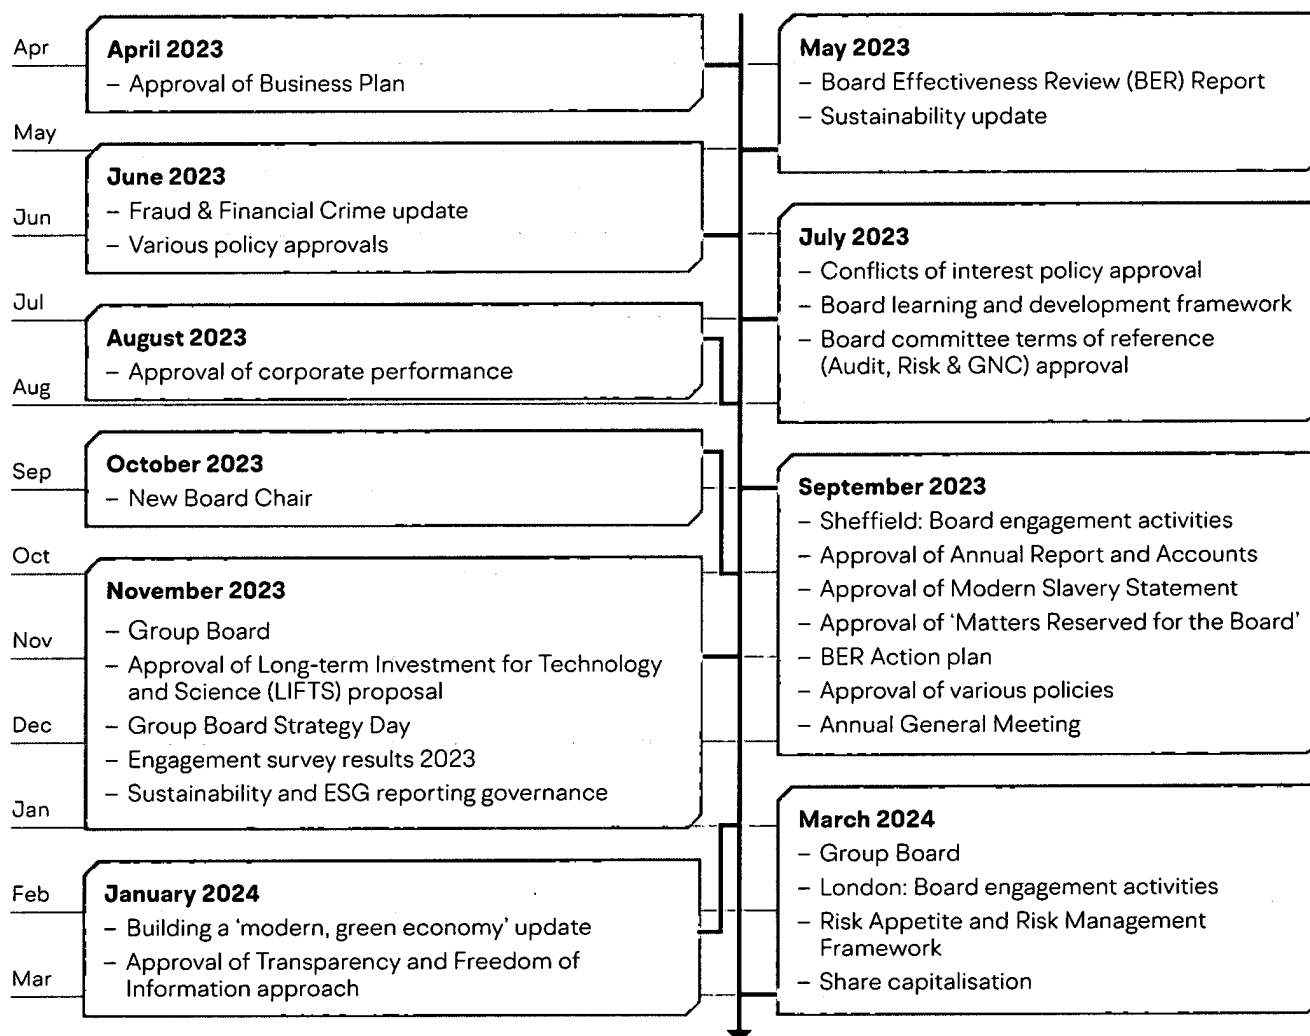 Apr
April 2023
– Approval of Business Plan
May 2023
– Board Effectiveness Review (BER) Report
– Sustainability update
May
June 2023
– Fraud & Financial Crime update
– Various policy approvals
Jun
July 2023
– Conflicts of interest policy approval
– Board learning and development framework
– Board committee terms of reference
(Audit, Risk & GNC) approval
Jul
August 2023
– Approval of corporate performance
Aug
October 2023
– New Board Chair
Sep
September 2023
– Sheffield: Board engagement activities
– Approval of Annual Report and Accounts
– Approval of Modern Slavery Statement
– Approval of ‘Matters Reserved for the Board’
– BER Action plan
– Approval of various policies
– Annual General Meeting
Oct
November 2023
– Group Board
– Approval of Long-term Investment for Technology
and Science (LIFTS) proposal
– Group Board Strategy Day
– Engagement survey results 2023
– Sustainability and ESG reporting governance
Nov
Dec
Jan
March 2024
– Group Board
– London: Board engagement activities
– Risk Appetite and Risk Management
Framework
– Share capitalisation
Feb
January 2024
– Building a ‘modern, green economy’ update
– Approval of Transparency and Freedom of
Information approach
Mar